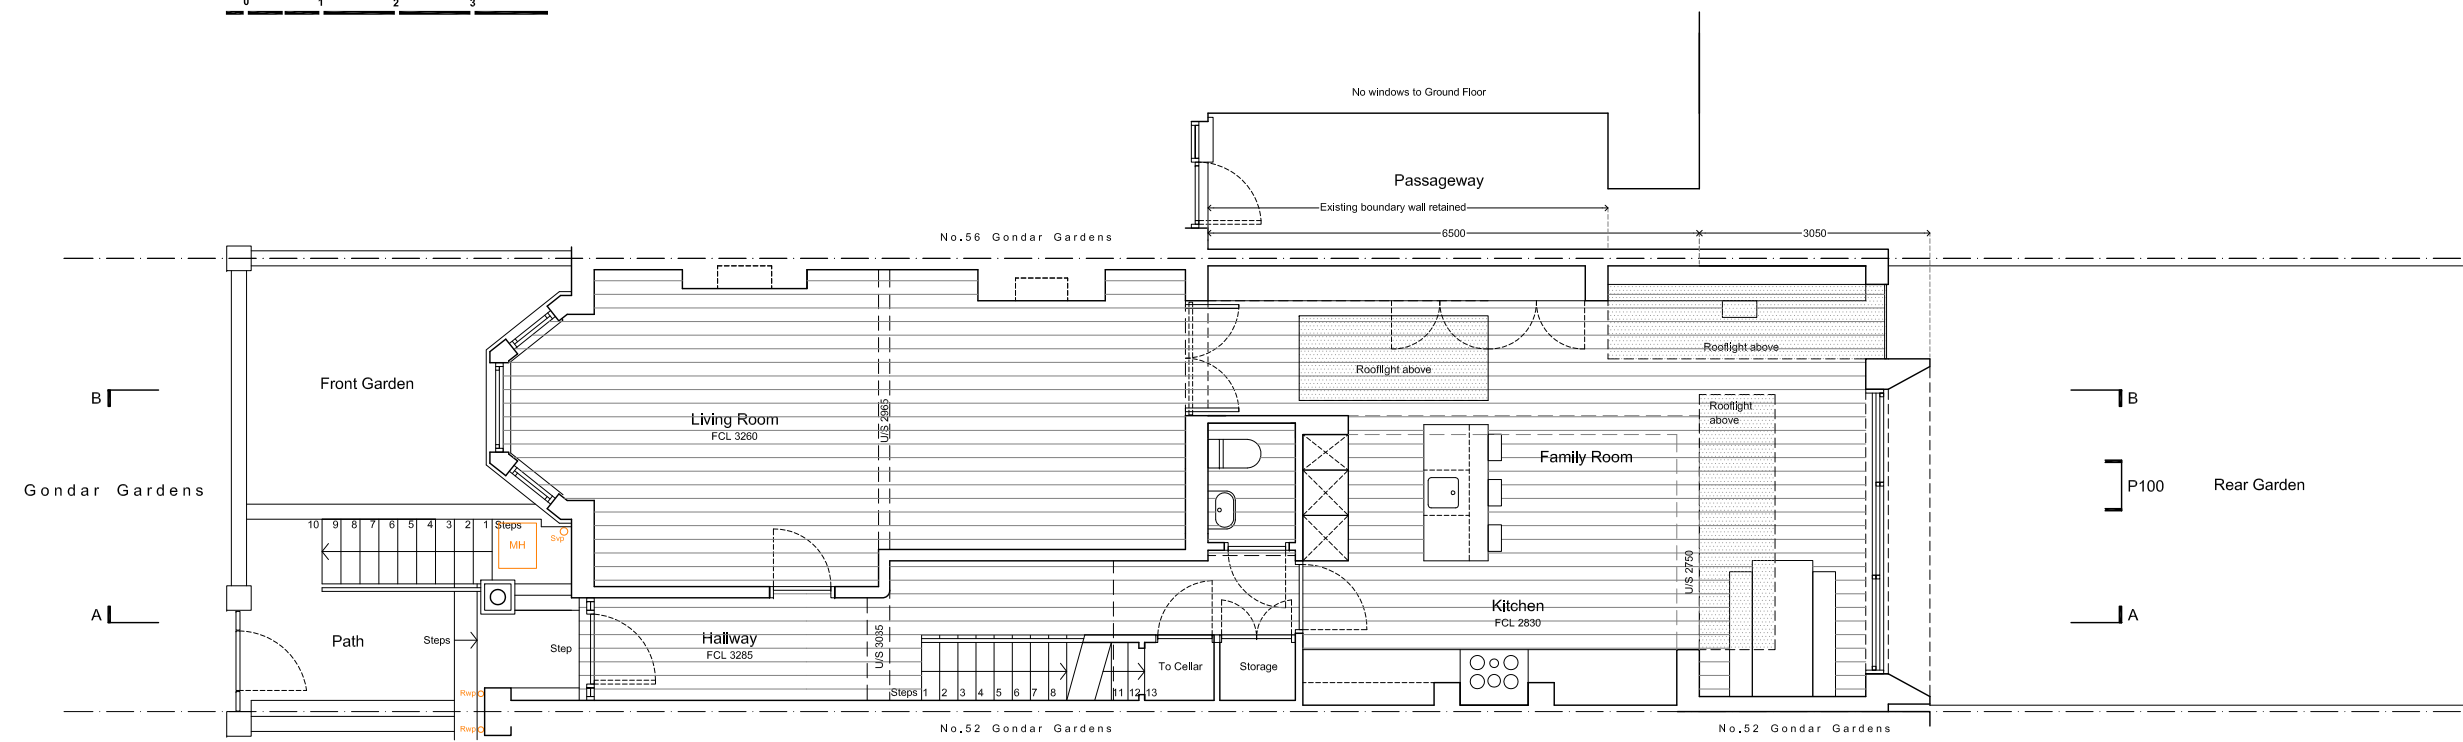 0 1 2 3
No windows to Ground Floor
Passageway
Existing boundary wall retained
6500
3050
No.56 Gondar Gardens
Rooflight above
Rooflight above
Front Garden
B
B
Living Room
FCL 3260
U/S 2965
Rooflight
above
Family Room
Gondar Gardens
P100
Rear Garden
10 9 8 7 6 5 4 3 2 1 Steps
MH
Svp
U/S 2750
Kitchen
FCL 2830
A
A
Path
Steps
Step
Hallway
FCL 3285
U/S 3035
To Cellar
Storage
Steps 1 2 3 4 5 6 7 8 11 12 13
Rwp
Rwp
No.52 Gondar Gardens
No.52 Gondar Gardens